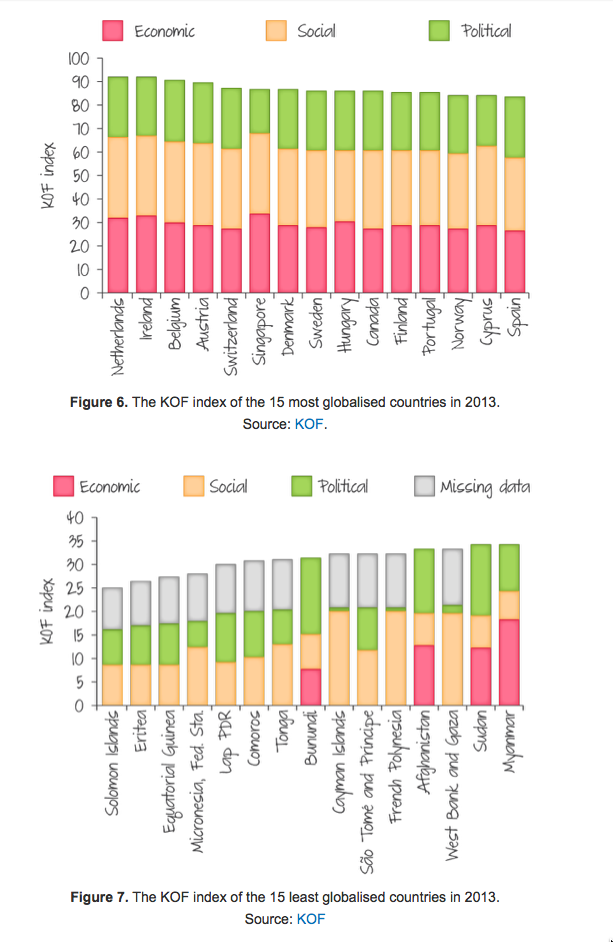 Economic Social Political
KOF index
100
90
80
70
60
50
40
30
20
10
0
Netherlands
Ireland
Belgium
Austria
Switzerland
Singapore
Denmark
Sweden
Hungary
Canada
Finland
Portugal
Norway
Cyprus
Spain
Figure 6. The KOF index of the 15 most globalised countries in 2013.
Source: KOF.
Economic Social Political Missing data
KOF index
40
35
30
25
20
15
10
5
0
Solomon Islands
Eritea
Equatorial Guinea
Micronesia, Fed. Sta.
Lap PDR
Comoros
Tonga
Burundi
Cayman Islands
São Tomé and Príncipe
French Polynesia
Afghanistan
West Bank and Gaza
Sudan
Myanmar
Figure 7. The KOF index of the 15 least globalised countries in 2013.
Source: KOF